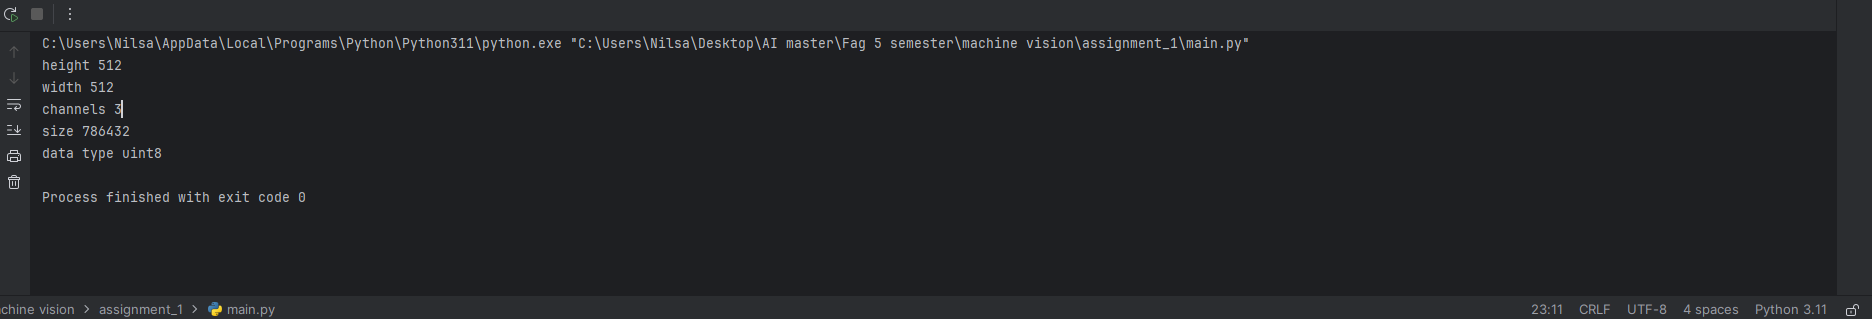 C:\Users\Nilsa\AppData\Local\Programs\Python\Python311\python.exe "C:\Users\Nilsa\Desktop\AI master\Fag 5 semester\machine vision\assignment_1\main.py"
height 512
width 512
channels 3
size 786432
data type uint8
Process finished with exit code 0
chine vision > assignment_1 > main.py 23:11 CRLF UTF-8 4 spaces Python 3.11